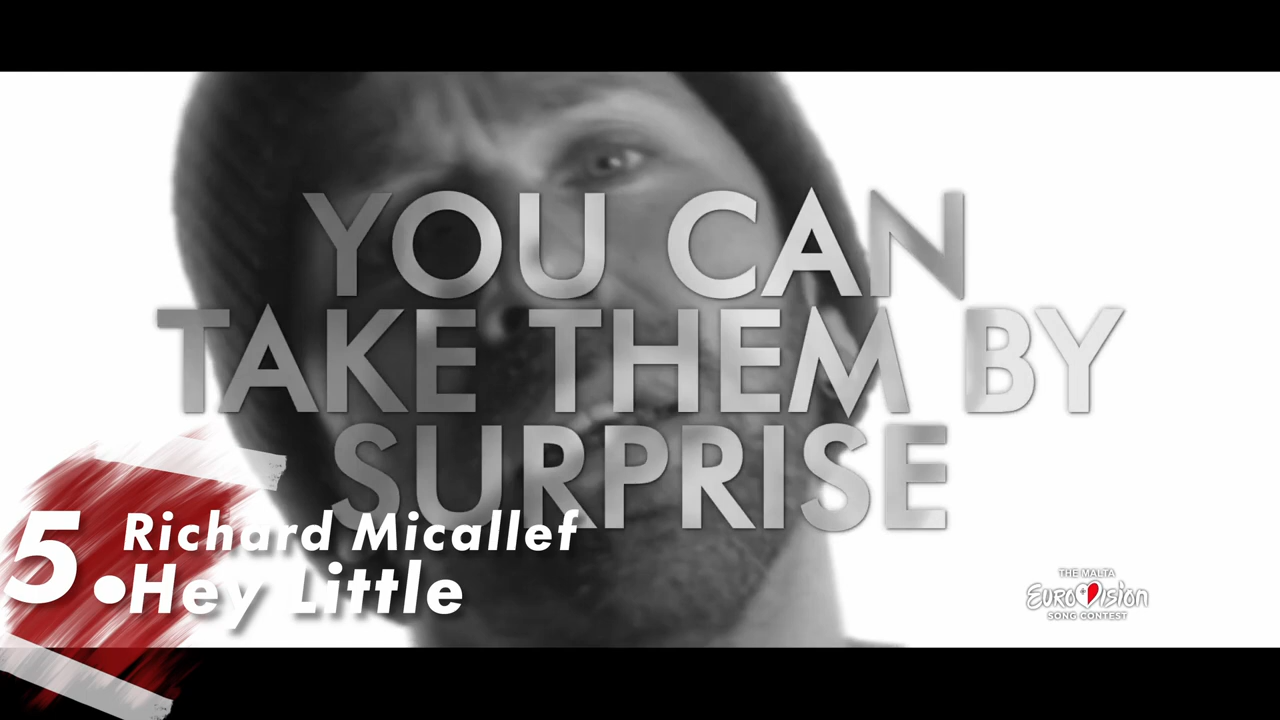 YOU CAN
TAKE THEM BY
SURPRISE
5.
Richard Micallef
Hey Little
THE MALTA
EUROVISION
SONG CONTEST